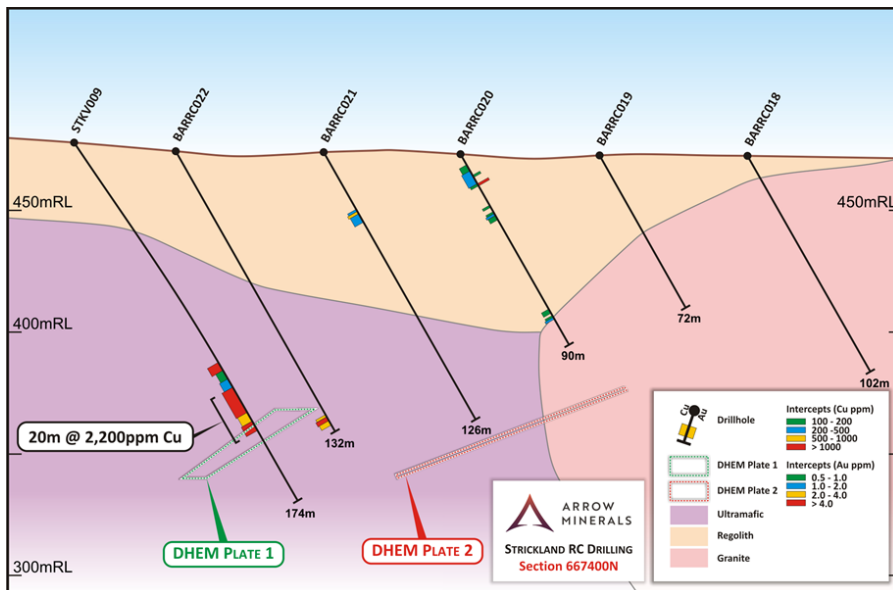 STKV009
BARRC022
BARRC021
BARRC020
BARRC019
BARRC018
450mRL
450mRL
400mRL
300mRL
72m
90m
102m
126m
132m
174m
20m @ 2,200ppm Cu
DHEM PLATE 1
DHEM PLATE 2
ARROW
MINERALS
STRICKLAND RC DRILLING
Section 667400N
Cu
Au
Drillhole
DHEM Plate 1
DHEM Plate 2
Ultramafic
Regolith
Granite
Intercepts (Cu ppm)
100 - 200
200 -500
500 - 1000
> 1000
Intercepts (Au ppm)
0.5 - 1.0
1.0 - 2.0
2.0 - 4.0
> 4.0